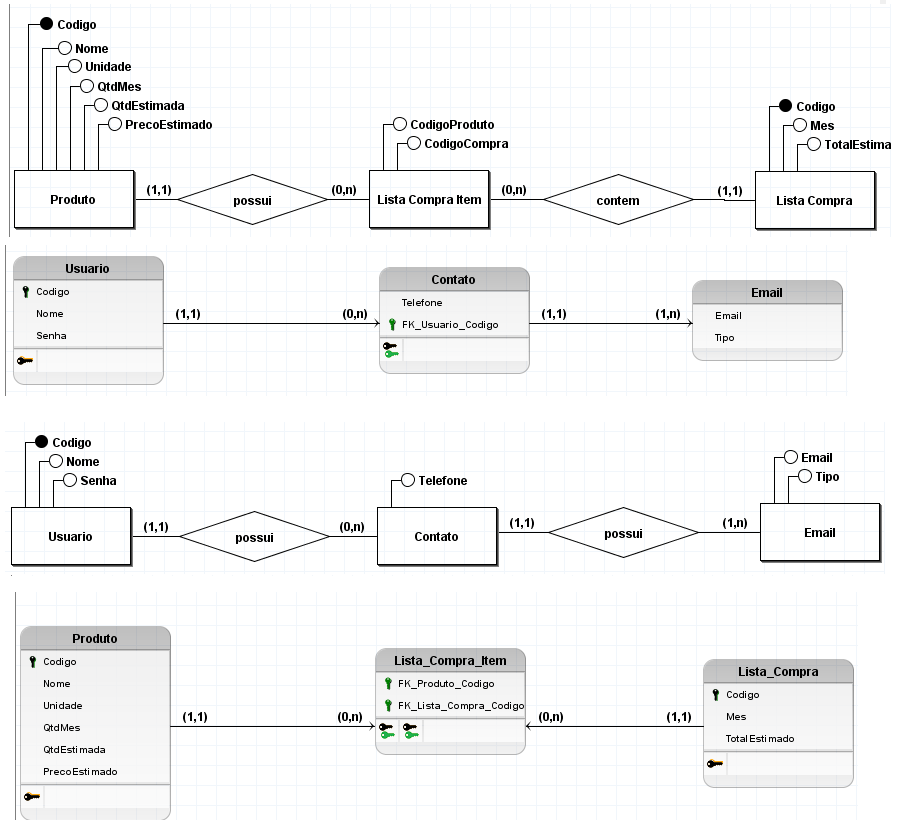 Codigo
Nome
Unidade
QtdMes
QtdEstimada
PrecoEstimado
CodigoProduto
CodigoCompra
Codigo
Mes
TotalEstima
Produto
(1,1)
possui
(0,n)
Lista Compra Item
(0,n)
contem
(1,1)
Lista Compra
Usuario
Codigo
Nome
Senha
(1,1)
(0,n)
Contato
Telefone
FK_Usuario_Codigo
(1,1)
(1,n)
Email
Email
Tipo
Codigo
Nome
Senha
Telefone
Email
Tipo
Usuario
(1,1)
possui
(0,n)
Contato
(1,1)
possui
(1,n)
Email
Produto
Codigo
Nome
Unidade
QtdMes
QtdEstimada
PrecoEstimado
(1,1)
(0,n)
Lista_Compra_Item
FK_Produto_Codigo
FK_Lista_Compra_Codigo
(0,n)
(1,1)
Lista_Compra
Codigo
Mes
TotalEstimado